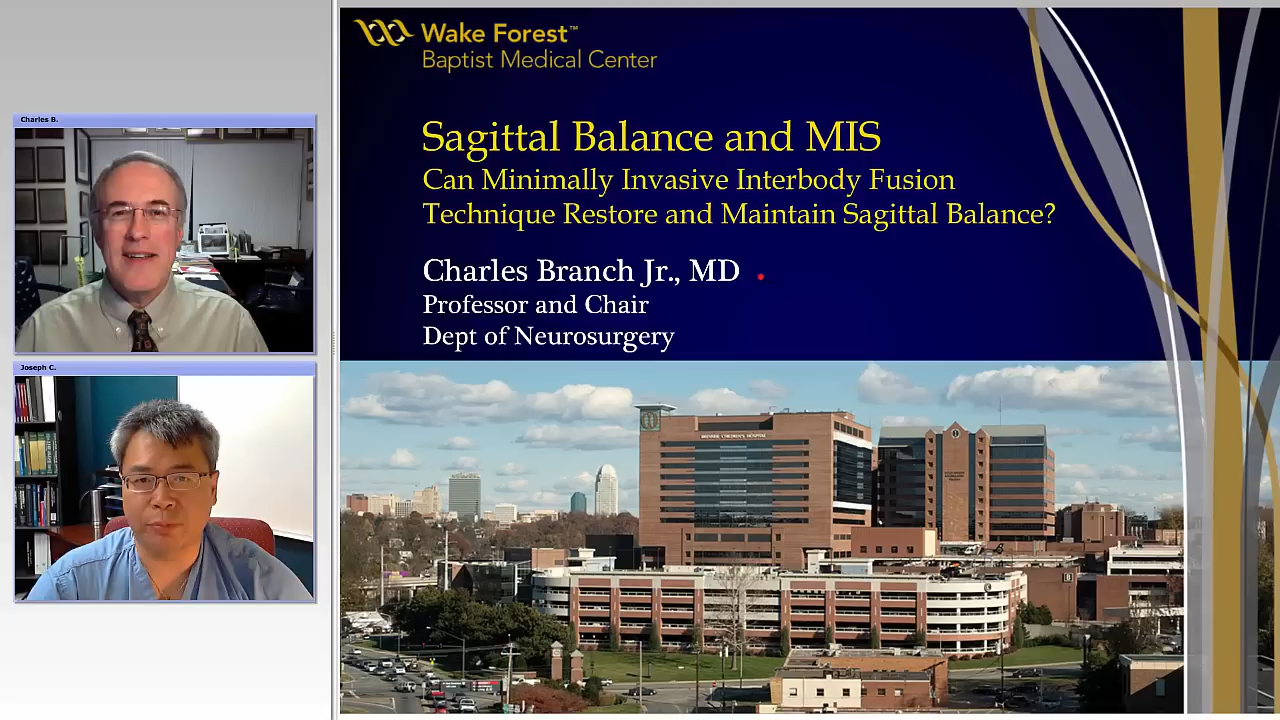 Charles B.
Joseph C.
Wake Forest™
Baptist Medical Center
Sagittal Balance and MIS
Can Minimally Invasive Interbody Fusion
Technique Restore and Maintain Sagittal Balance?
Charles Branch Jr., MD
Professor and Chair
Dept of Neurosurgery